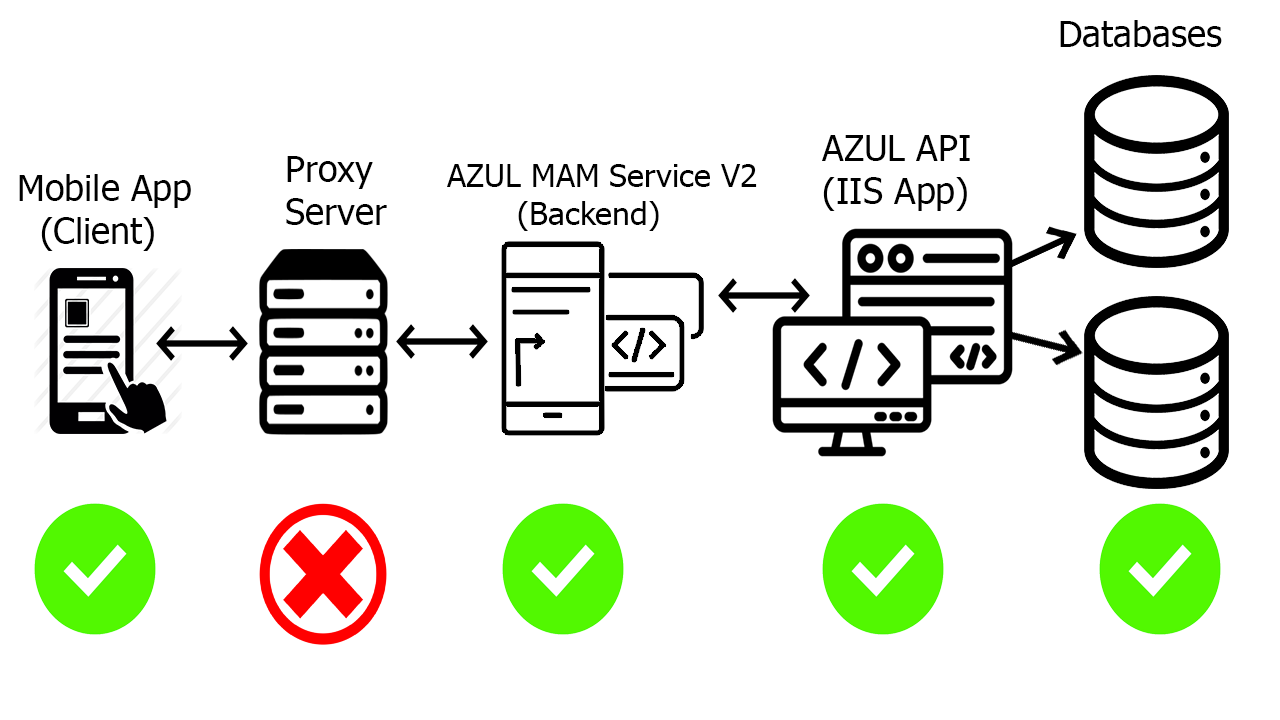 Databases
Mobile App
(Client)
Proxy
Server
AZUL MAM Service V2
(Backend)
AZUL API
(IIS App)